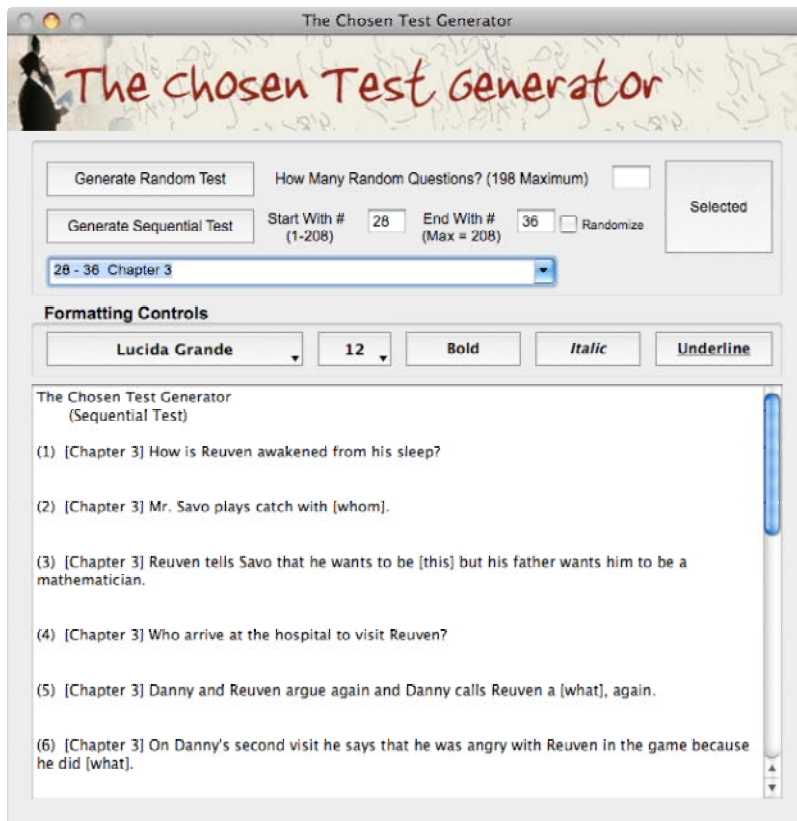 The Chosen Test Generator
The Chosen Test Generator
Generate Random Test How Many Random Questions? (198 Maximum)
Selected
Generate Sequential Test Start With # 28 End With # 36 Randomize
(1-208) (Max = 208)
28 - 36 Chapter 3
Formatting Controls
Lucida Grande 12 Bold Italic Underline
The Chosen Test Generator
(Sequential Test)
(1) [Chapter 3] How is Reuven awakened from his sleep?
(2) [Chapter 3] Mr. Savo plays catch with [whom].
(3) [Chapter 3] Reuven tells Savo that he wants to be [this] but his father wants him to be a
mathematician.
(4) [Chapter 3] Who arrive at the hospital to visit Reuven?
(5) [Chapter 3] Danny and Reuven argue again and Danny calls Reuven a [what], again.
(6) [Chapter 3] On Danny's second visit he says that he was angry with Reuven in the game because
he did [what].